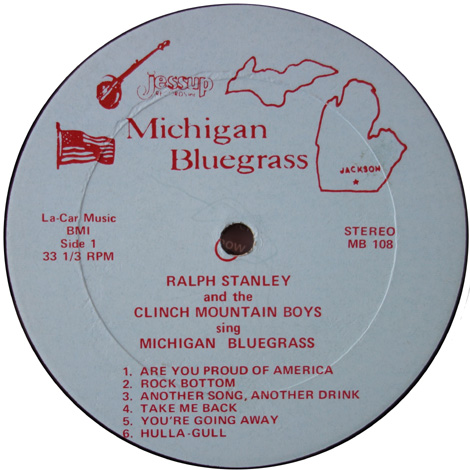 jessup
Michigan
Bluegrass
JACKSON
La-Car Music
BMI
Side 1
33 1/3 RPM
STEREO
MB 108
RALPH STANLEY
and the
CLINCH MOUNTAIN BOYS
sing
MICHIGAN BLUEGRASS
1. ARE YOU PROUD OF AMERICA
2. ROCK BOTTOM
3. ANOTHER SONG, ANOTHER DRINK
4. TAKE ME BACK
5. YOU'RE GOING AWAY
6. HULLA-GULL